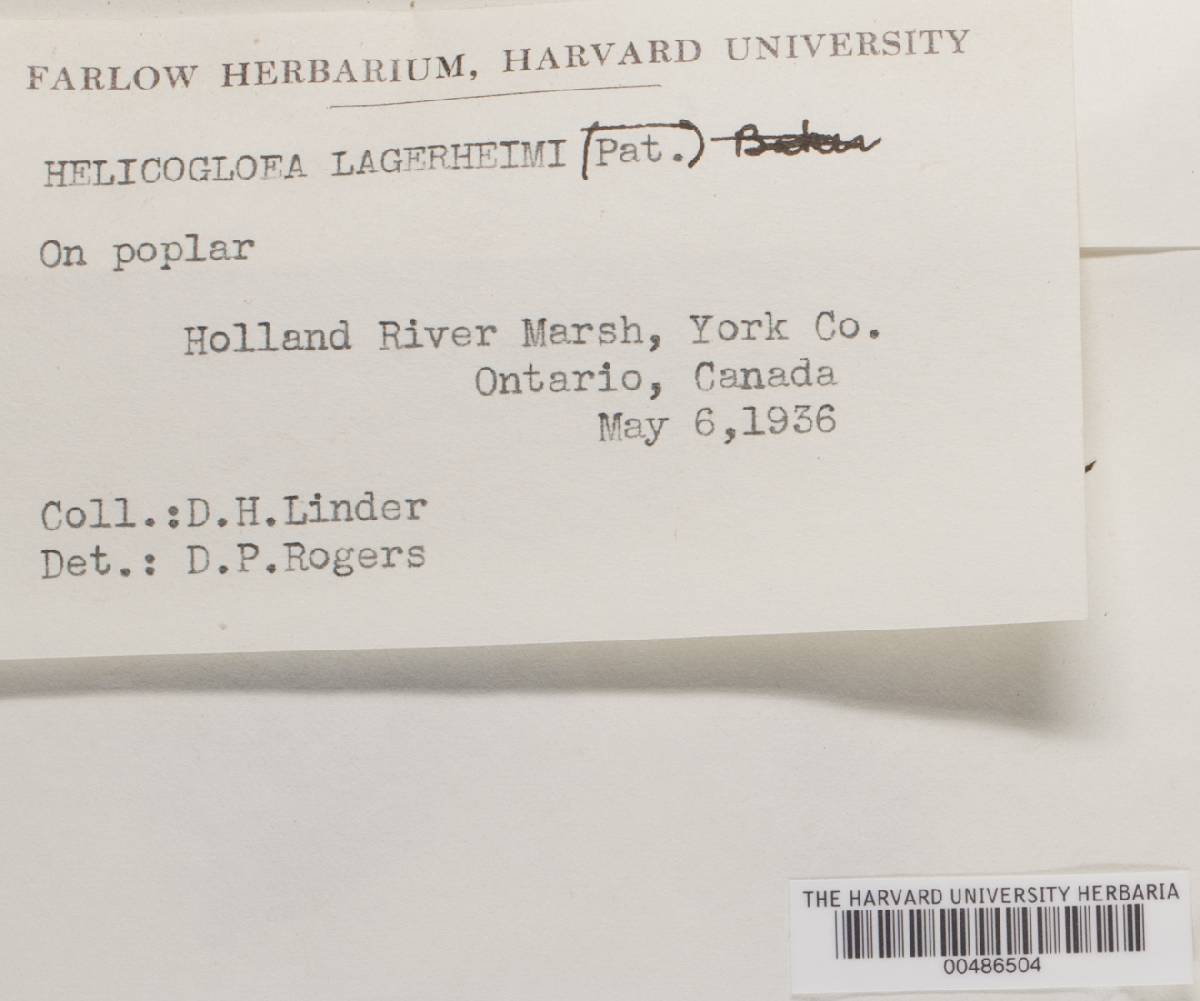 FARLOW HERBARIUM, HARVARD UNIVERSITY
HELICOGLOEA LAGERHEIMI (Pat.)
On poplar
Holland River Marsh, York Co.
Ontario, Canada
May 6,1936
Coll.:D.H.Linder
Det.: D.P.Rogers
THE HARVARD UNIVERSITY HERBARIA
00486504